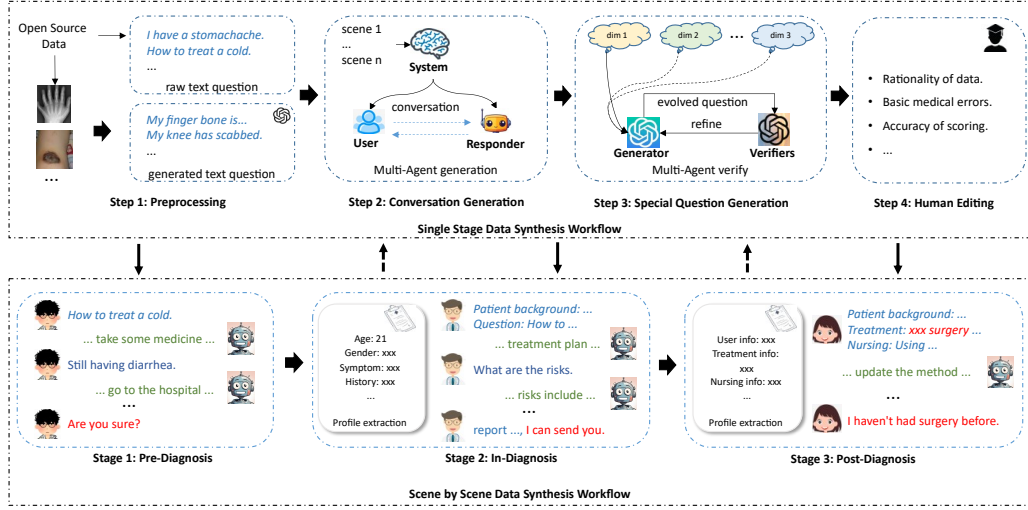 Open Source
Data
...
I have a stomachache.
How to treat a cold.
...
raw text question
My finger bone is...
My knee has scabbed.
...
generated text question
Step 1: Preprocessing
scene 1
...
scene n
System
conversation
User
Responder
Multi-Agent generation
Step 2: Conversation Generation
dim 1
dim 2
...
dim 3
evolved question
refine
Generator
Verifiers
Multi-Agent verify
Step 3: Special Question Generation
• Rationality of data.
• Basic medical errors.
• Accuracy of scoring.
• ...
Step 4: Human Editing
Single Stage Data Synthesis Workflow
How to treat a cold.
... take some medicine ...
Still having diarrhea.
... go to the hospital ...
...
Are you sure?
Stage 1: Pre-Diagnosis
Age: 21
Gender: xxx
Symptom: xxx
History: xxx
...
Profile extraction
Patient background: ...
Question: How to ...
... treatment plan ...
What are the risks.
... risks include ...
...
report ..., I can send you.
Stage 2: In-Diagnosis
User info: xxx
Treatment info:
xxx
Nursing info: xxx
...
Profile extraction
Patient background: ...
Treatment: xxx surgery ...
Nursing: Using ...
... update the method ...
...
I haven't had surgery before.
Stage 3: Post-Diagnosis
Scene by Scene Data Synthesis Workflow